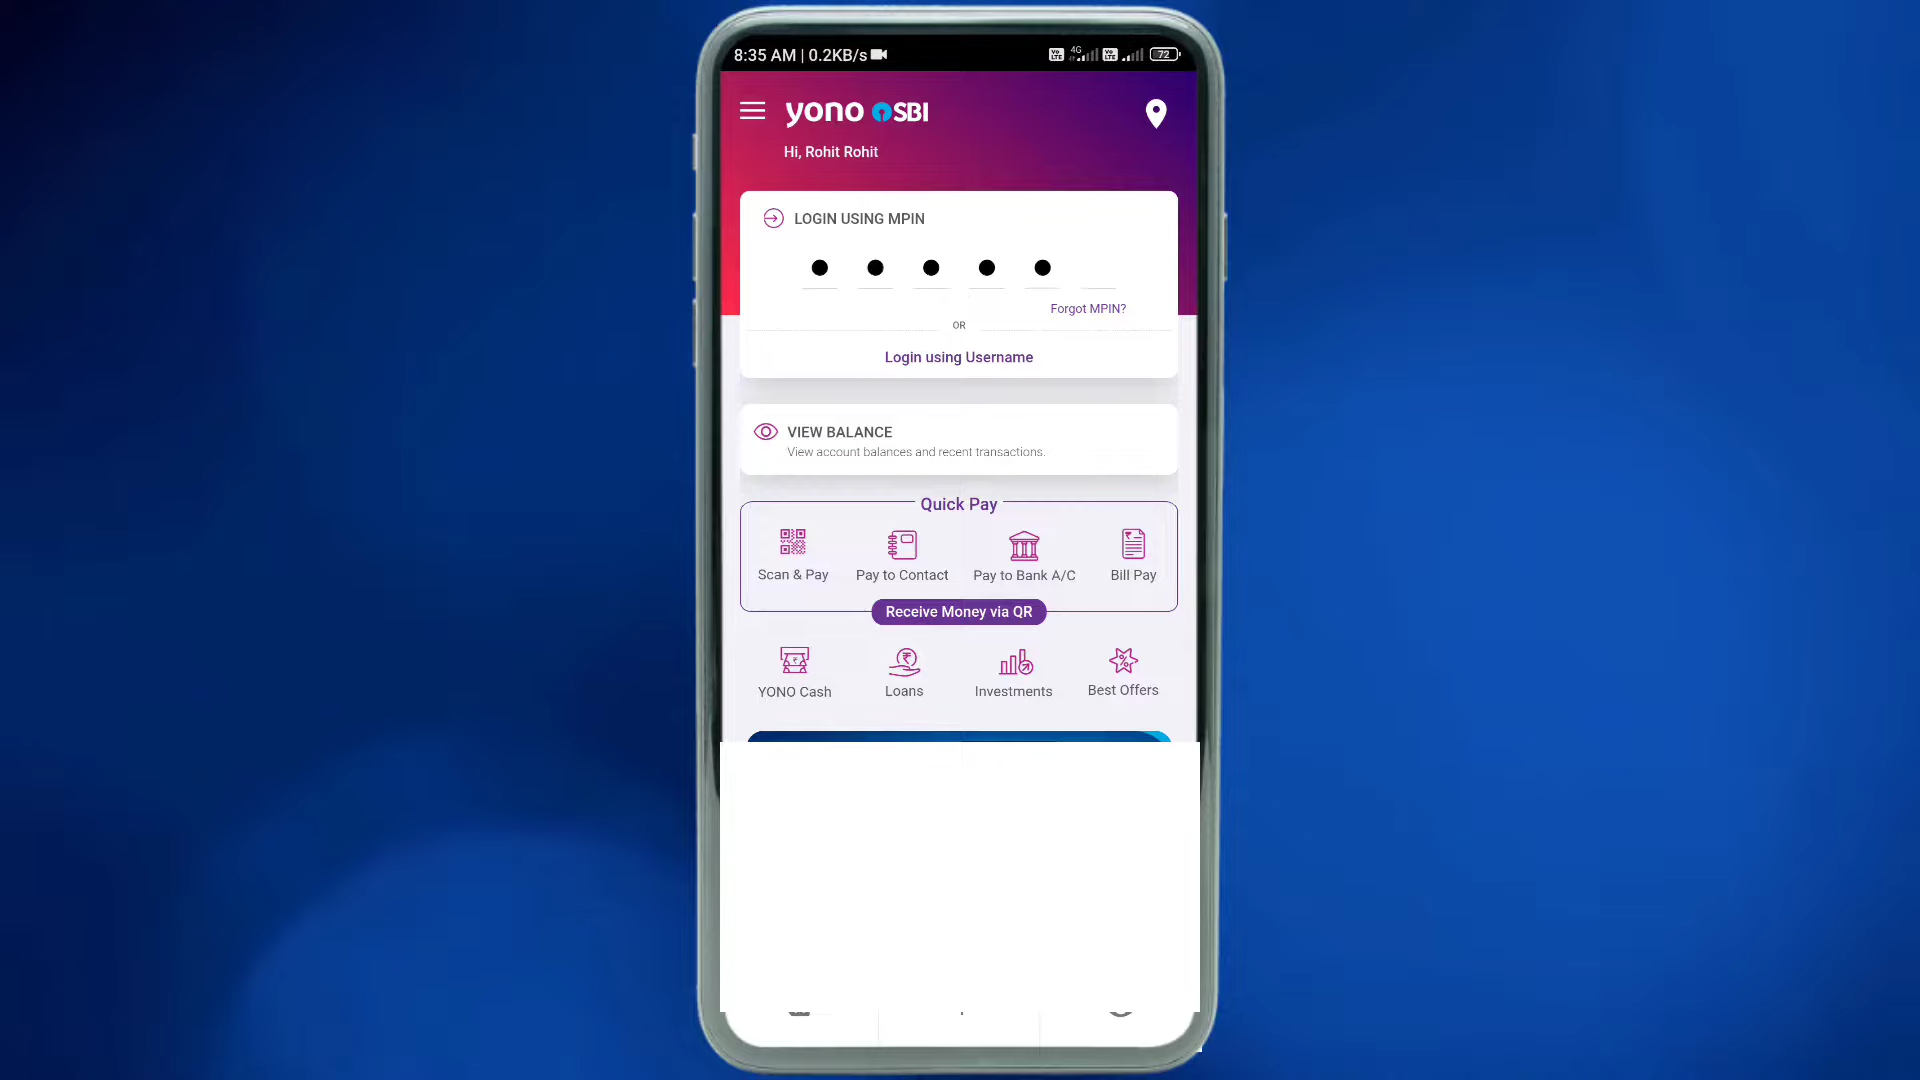 8:35 AM | 0.2KB/s
4G
72
yono SBI
Hi, Rohit Rohit
LOGIN USING MPIN
Forgot MPIN?
OR
Login using Username
VIEW BALANCE
View account balances and recent transactions.
Quick Pay
Scan & Pay Pay to Contact Pay to Bank A/C Bill Pay
Receive Money via QR
YONO Cash Loans Investments Best Offers